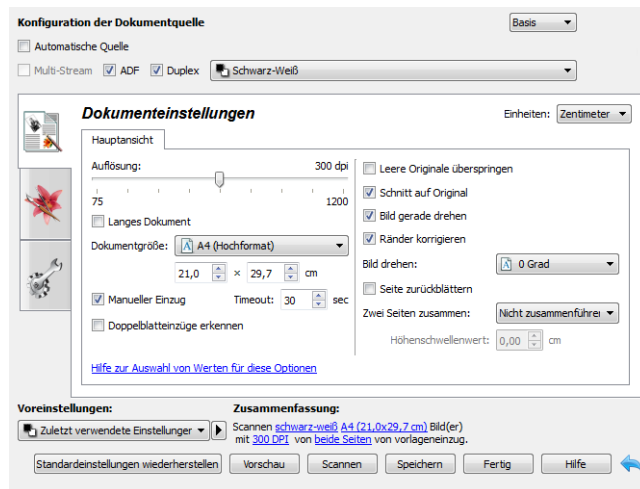 Konfiguration der Dokumentquelle
Basis
Automatische Quelle
Multi-Stream ADF Duplex Schwarz-Weiß
Dokumenteinstellungen
Einheiten: Zentimeter
Hauptansicht
Auflösung: 300 dpi
75 1200
Langes Dokument
Dokumentgröße: A4 (Hochformat)
21,0 × 29,7 cm
Manueller Einzug Timeout: 30 sec
Doppelblatteinzüge erkennen
Hilfe zur Auswahl von Werten für diese Optionen
Leere Originale überspringen
Schnitt auf Original
Bild gerade drehen
Ränder korrigieren
Bild drehen: 0 Grad
Seite zurückblättern
Zwei Seiten zusammen: Nicht zusammenführen
Höhenschwellenwert: 0,00 cm
Voreinstellungen:
Zuletzt verwendete Einstellungen
Zusammenfassung:
Scannen schwarz-weiß A4 (21,0x29,7 cm) Bild(er)
mit 300 DPI von beide Seiten von vorlageneinzug.
Standardeinstellungen wiederherstellen Vorschau Scannen Speichern Fertig Hilfe